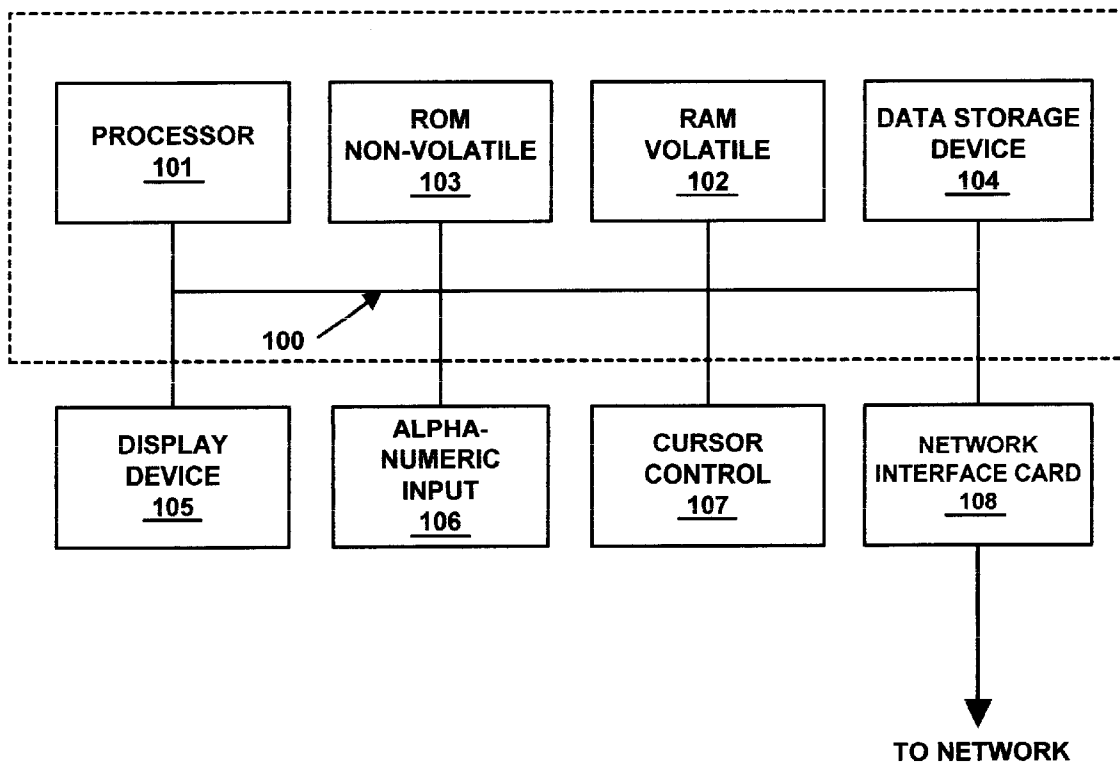 PROCESSOR
101
ROM
NON-VOLATILE
103
RAM
VOLATILE
102
DATA STORAGE
DEVICE
104
100
DISPLAY
DEVICE
105
ALPHA-
NUMERIC
INPUT
106
CURSOR
CONTROL
107
NETWORK
INTERFACE CARD
108
TO NETWORK